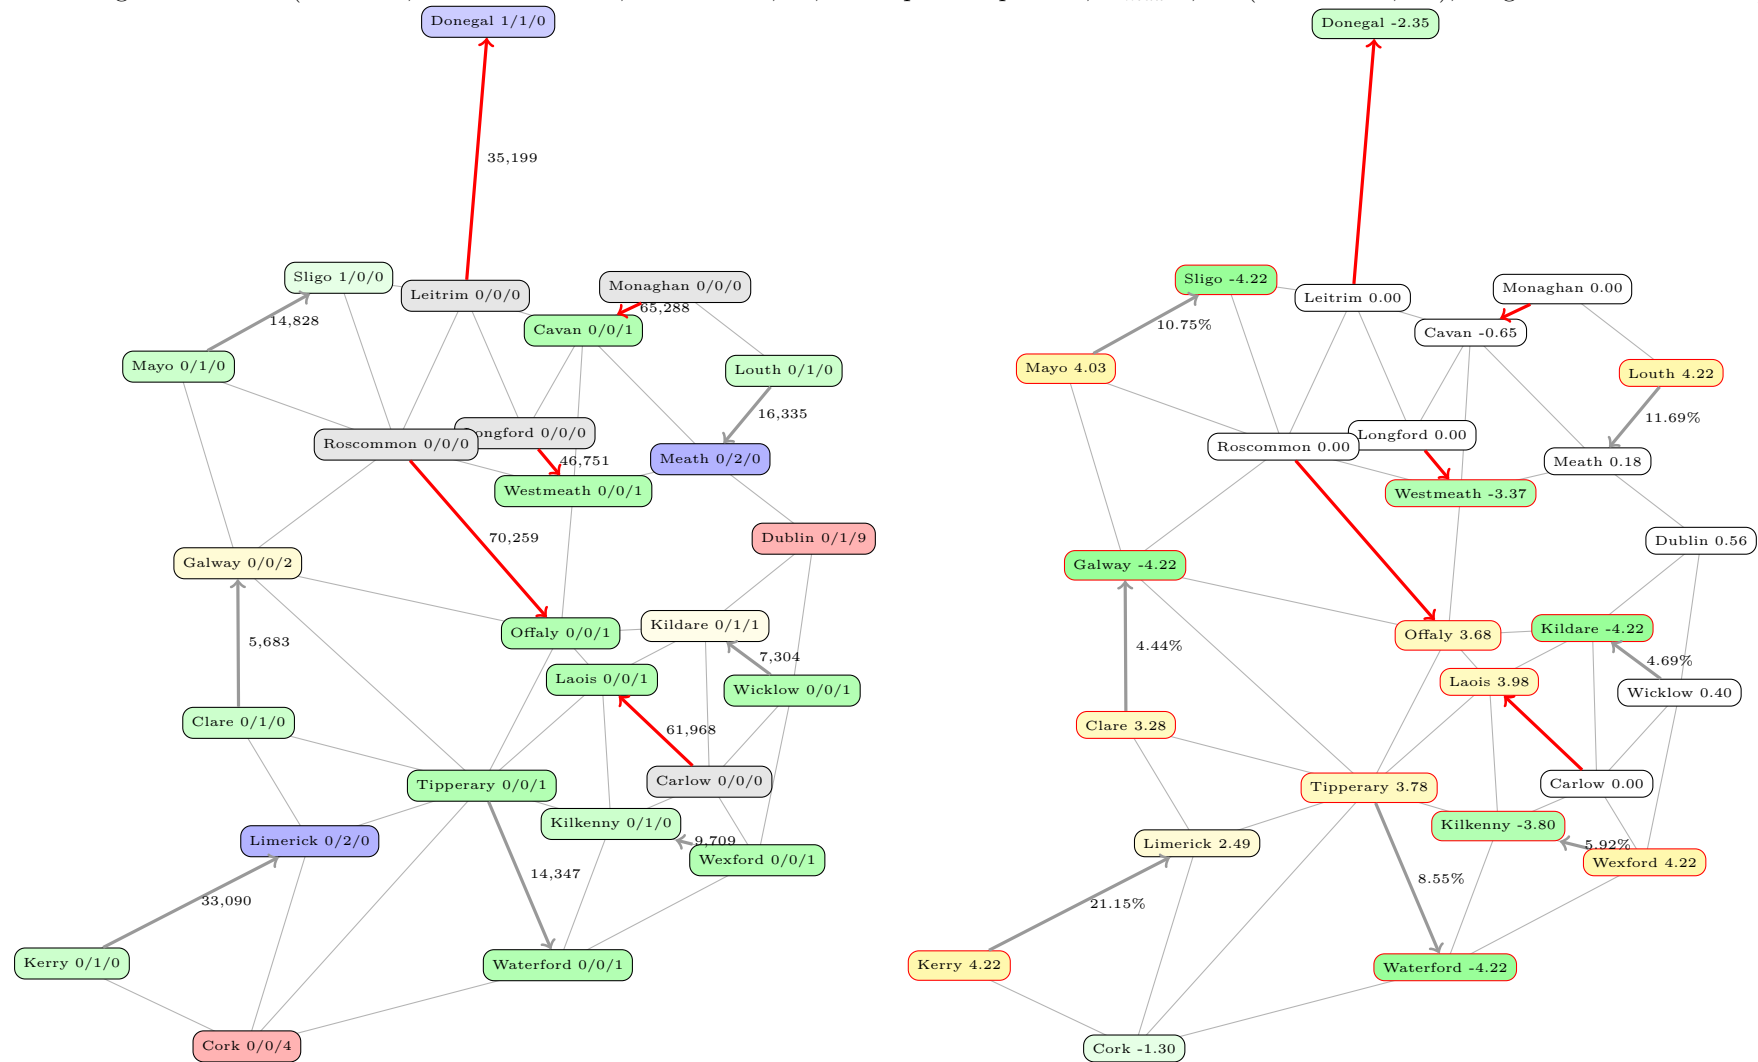 Donegal 1/1/0
35,199
Sligo 1/0/0
Leitrim 0/0/0
Monaghan 0/0/0
65,288
14,828
Cavan 0/0/1
Mayo 0/1/0
Louth 0/1/0
16,335
Roscommon 0/0/0
Longford 0/0/0
46,751
Meath 0/2/0
Westmeath 0/0/1
70,259
Dublin 0/1/9
Galway 0/0/2
Offaly 0/0/1
Kildare 0/1/1
5,683
7,304
Laois 0/0/1
Wicklow 0/0/1
Clare 0/1/0
61,968
Tipperary 0/0/1
Carlow 0/0/0
Kilkenny 0/1/0
Limerick 0/2/0
9,709
Wexford 0/0/1
14,347
33,090
Kerry 0/1/0
Waterford 0/0/1
Cork 0/0/4
Donegal -2.35
Sligo -4.22
Leitrim 0.00
Monaghan 0.00
10.75%
Cavan -0.65
Mayo 4.03
Louth 4.22
11.69%
Roscommon 0.00
Longford 0.00
Meath 0.18
Westmeath -3.37
Dublin 0.56
Galway -4.22
Offaly 3.68
Kildare -4.22
4.44%
4.69%
Laois 3.98
Wicklow 0.40
Clare 3.28
Tipperary 3.78
Carlow 0.00
Kilkenny -3.80
Limerick 2.49
5.92%
Wexford 4.22
8.55%
21.15%
Kerry 4.22
Waterford -4.22
Cork -1.30